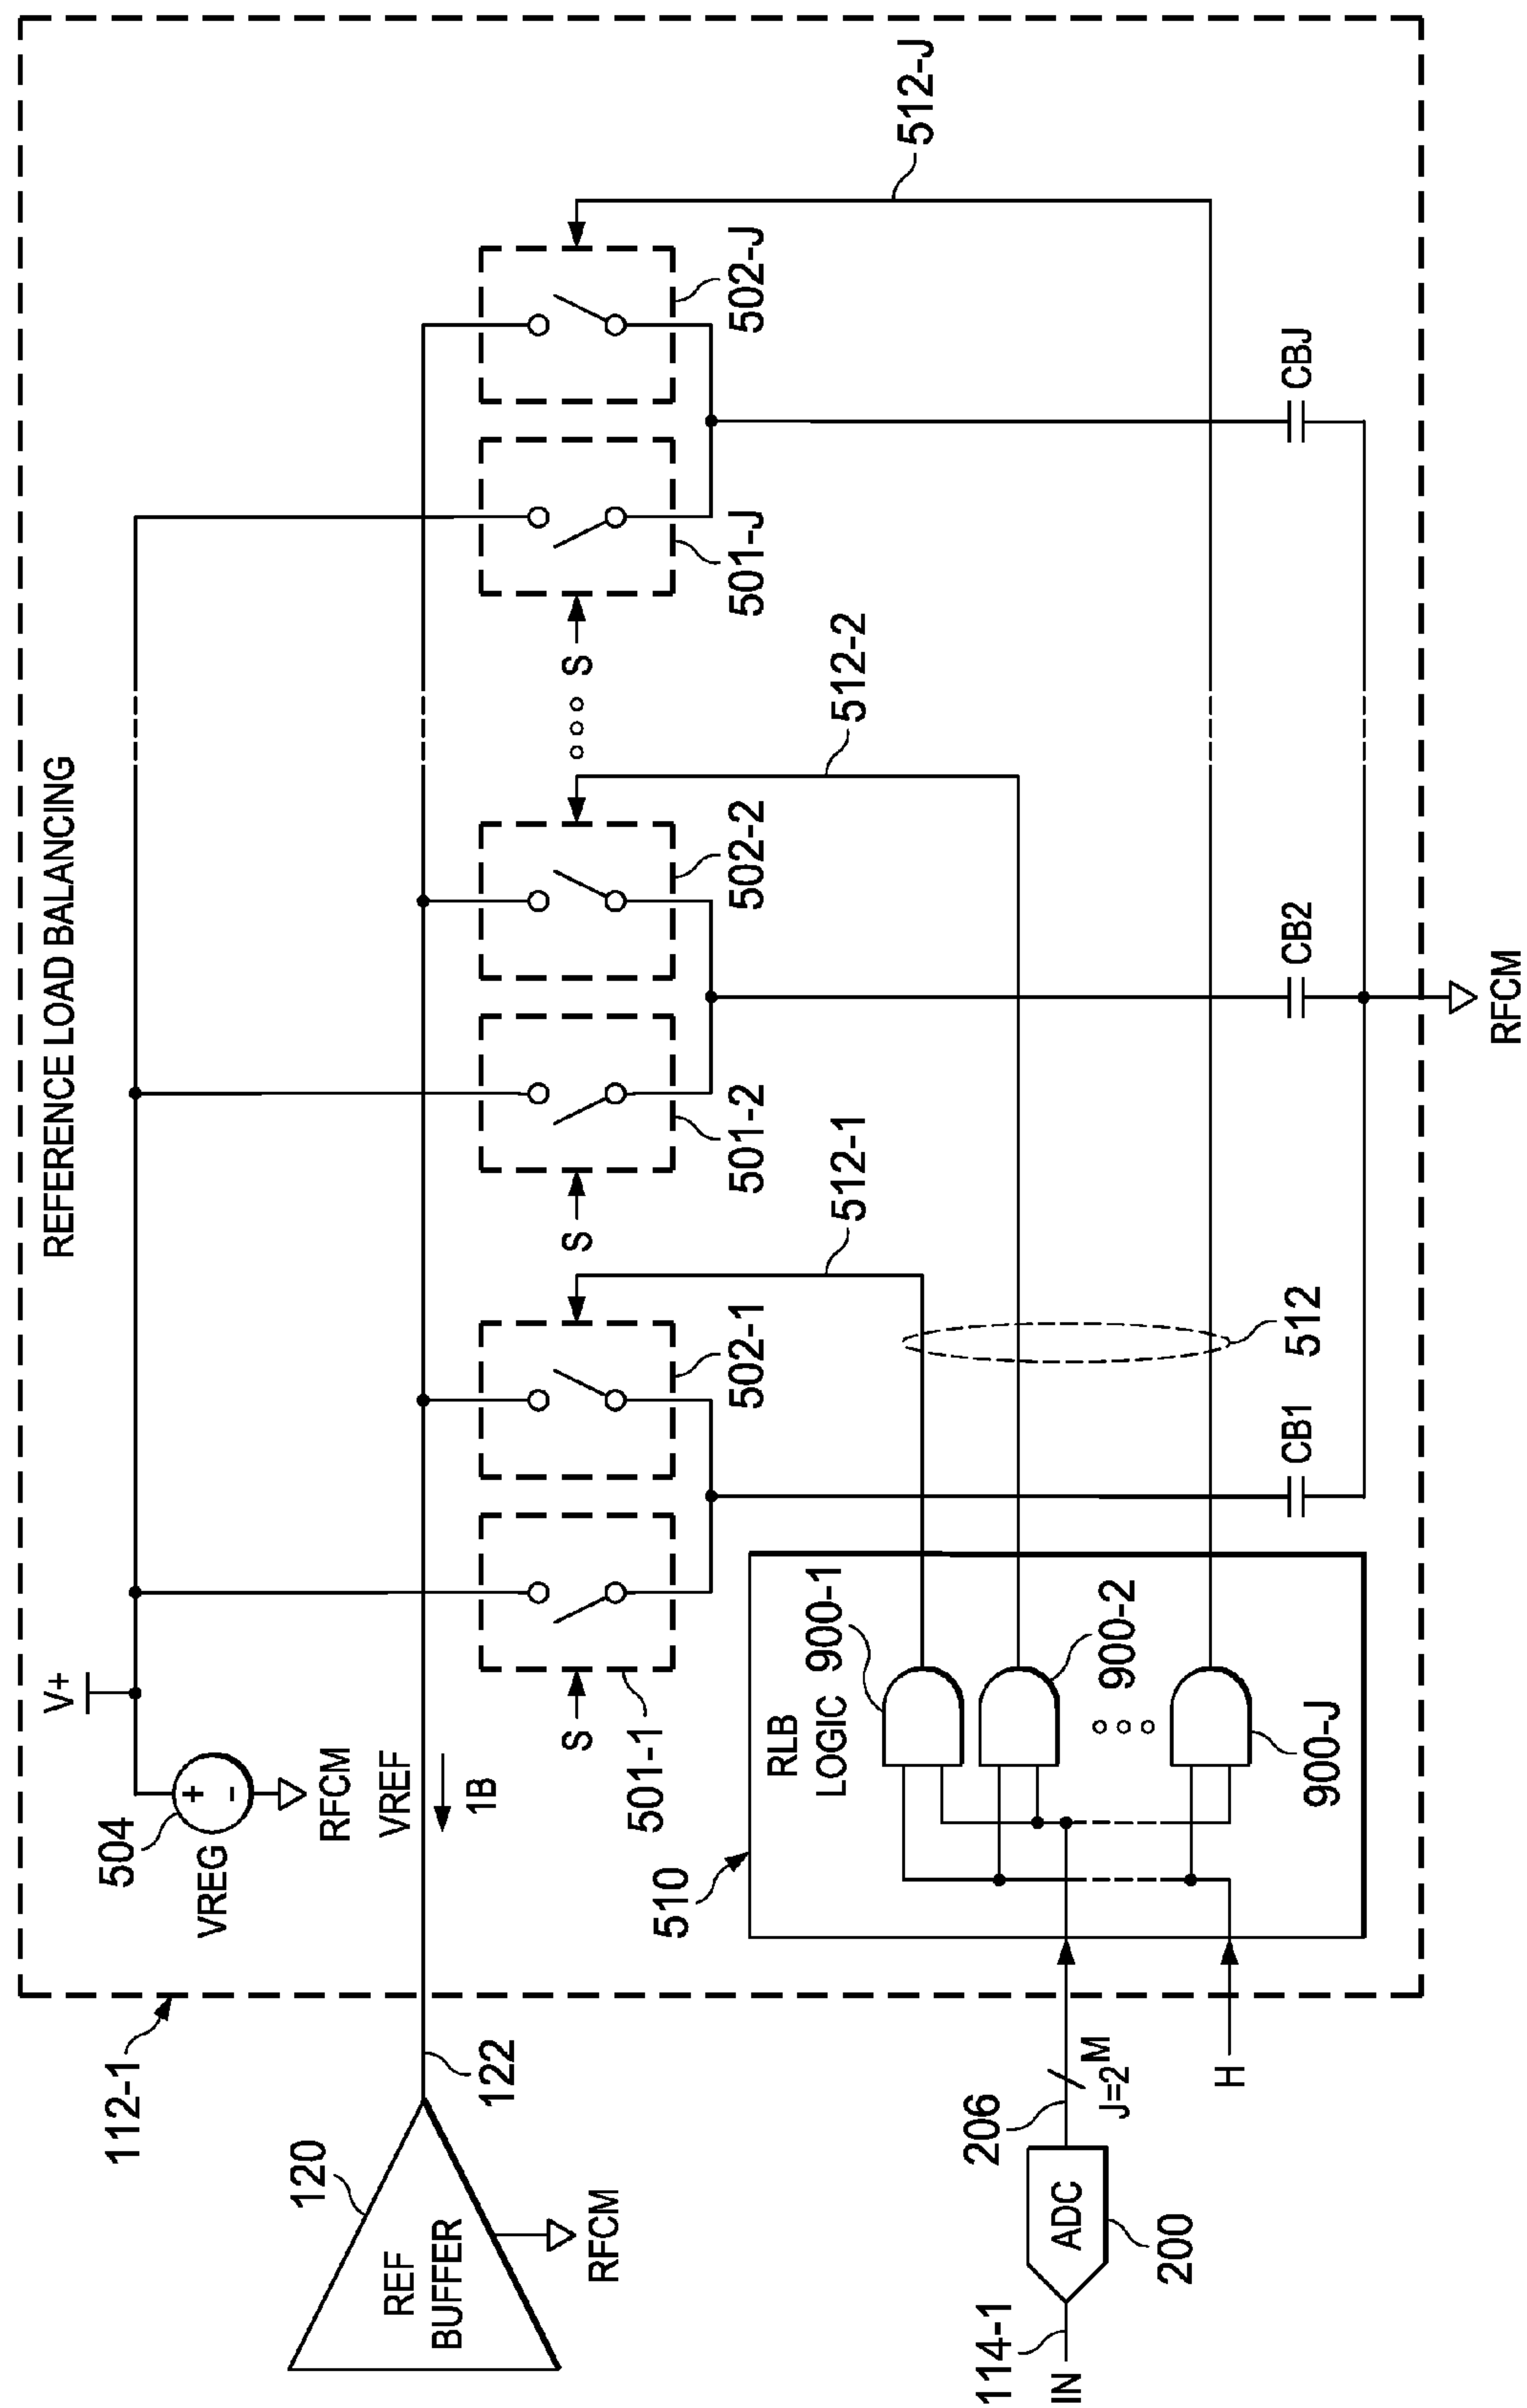 REFERENCE LOAD BALANCING
112-1
V+
504
VREG
RFCM
VREF
1B
122
120
REF
BUFFER
RFCM
S
501-1
502-1
S
501-2
502-2
S
501-J
502-J
512-1
512-2
512-J
512
510
RLB
LOGIC
900-1
900-2
900-J
CB1
CB2
CBJ
RFCM
IN
114-1
ADC
200
206
J=2^M
H